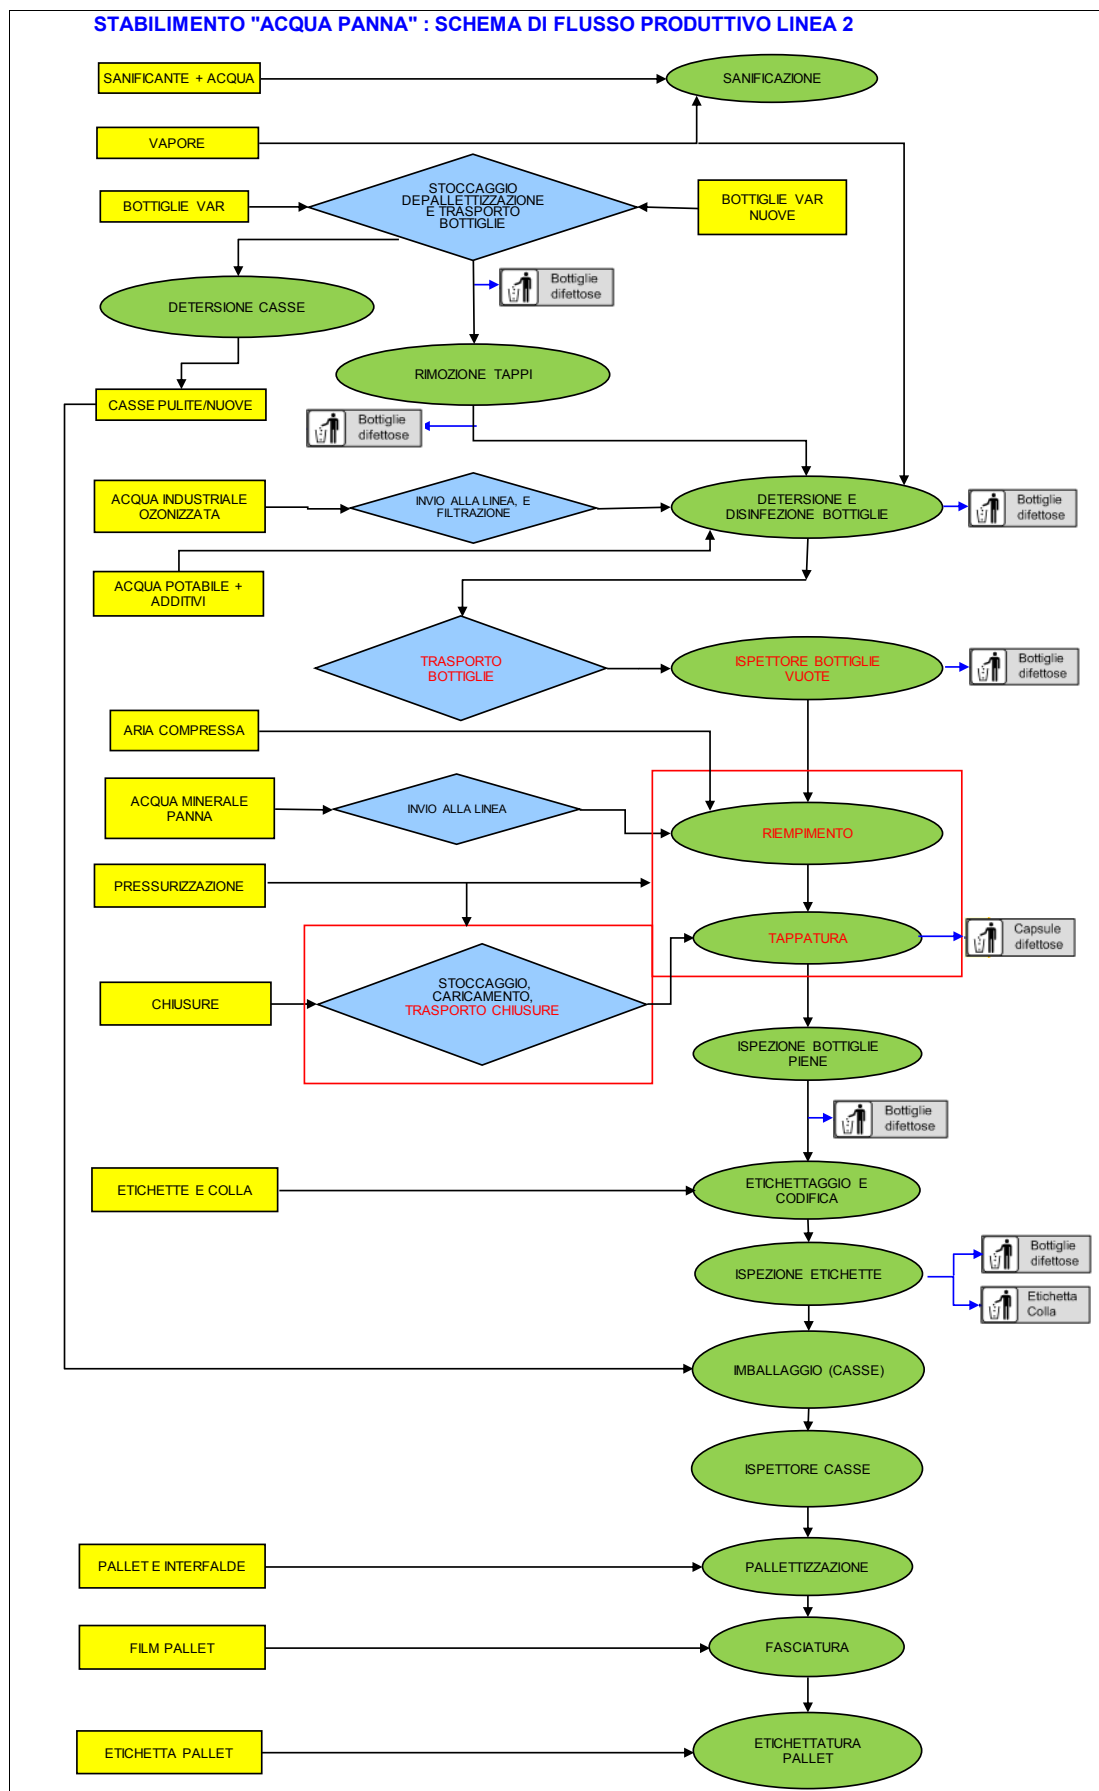 STABILIMENTO "ACQUA PANNA" : SCHEMA DI FLUSSO PRODUTTIVO LINEA 2
SANIFICANTE + ACQUA
SANIFICAZIONE
VAPORE
BOTTIGLIE VAR
STOCCAGGIO
DEPALLETTIZZAZIONE
E TRASPORTO
BOTTIGLIE
BOTTIGLIE VAR
NUOVE
Bottiglie
difettose
DETERSIONE CASSE
RIMOZIONE TAPPI
CASSE PULITE/NUOVE
Bottiglie
difettose
ACQUA INDUSTRIALE
OZONIZZATA
INVIO ALLA LINEA, E
FILTRAZIONE
DETERSIONE E
DISINFEZIONE BOTTIGLIE
Bottiglie
difettose
ACQUA POTABILE +
ADDITIVI
TRASPORTO
BOTTIGLIE
ISPETTORE BOTTIGLIE
VUOTE
Bottiglie
difettose
ARIA COMPRESSA
ACQUA MINERALE
PANNA
INVIO ALLA LINEA
RIEMPIMENTO
PRESSURIZZAZIONE
TAPPATURA
Capsule
difettose
CHIUSURE
STOCCAGGIO,
CARICAMENTO,
TRASPORTO CHIUSURE
ISPEZIONE BOTTIGLIE
PIENE
Bottiglie
difettose
ETICHETTE E COLLA
ETICHETTAGGIO E
CODIFICA
ISPEZIONE ETICHETTE
Bottiglie
difettose
Etichetta
Colla
IMBALLAGGIO (CASSE)
ISPETTORE CASSE
PALLET E INTERFALDE
PALLETTIZZAZIONE
FILM PALLET
FASCIATURA
ETICHETTA PALLET
ETICHETTATURA
PALLET